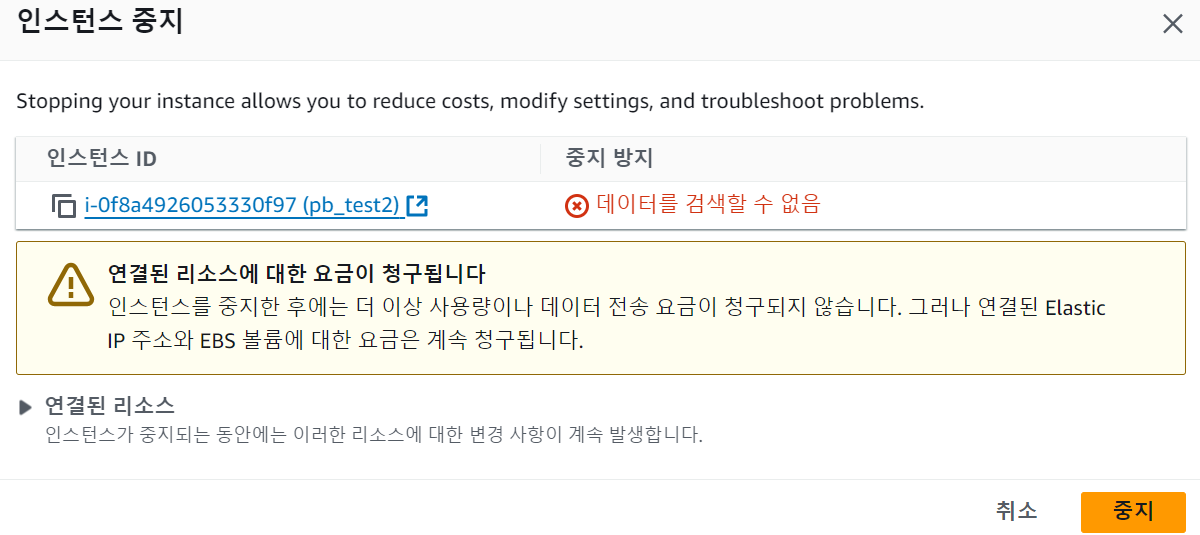 인스턴스 중지
Stopping your instance allows you to reduce costs, modify settings, and troubleshoot problems.
인스턴스 ID 중지 방지
i-0f8a4926053330f97 (pb_test2) 데이터를 검색할 수 없음
연결된 리소스에 대한 요금이 청구됩니다
인스턴스를 중지한 후에는 더 이상 사용량이나 데이터 전송 요금이 청구되지 않습니다. 그러나 연결된 Elastic
IP 주소와 EBS 볼륨에 대한 요금은 계속 청구됩니다.
연결된 리소스
인스턴스가 중지되는 동안에는 이러한 리소스에 대한 변경 사항이 계속 발생합니다.
취소 중지